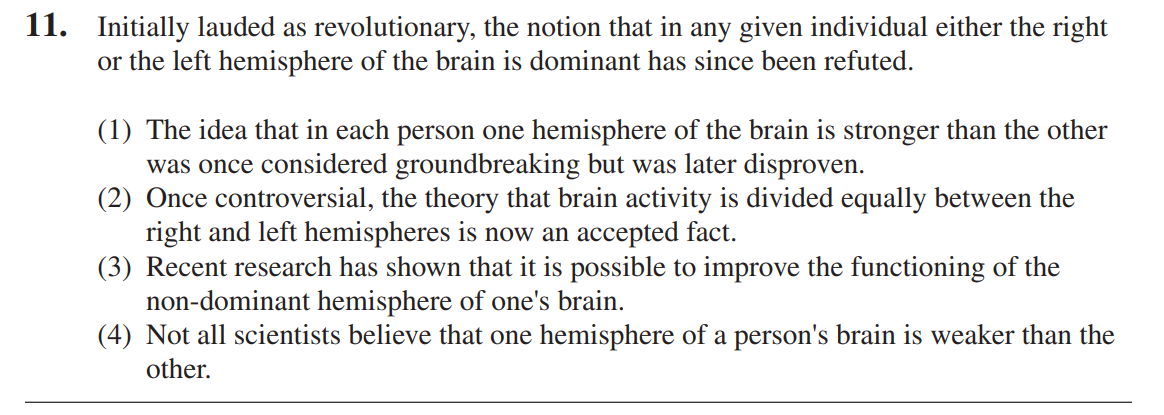 11. Initially lauded as revolutionary, the notion that in any given individual either the right
or the left hemisphere of the brain is dominant has since been refuted.
(1) The idea that in each person one hemisphere of the brain is stronger than the other
was once considered groundbreaking but was later disproven.
(2) Once controversial, the theory that brain activity is divided equally between the
right and left hemispheres is now an accepted fact.
(3) Recent research has shown that it is possible to improve the functioning of the
non-dominant hemisphere of one's brain.
(4) Not all scientists believe that one hemisphere of a person's brain is weaker than the
other.